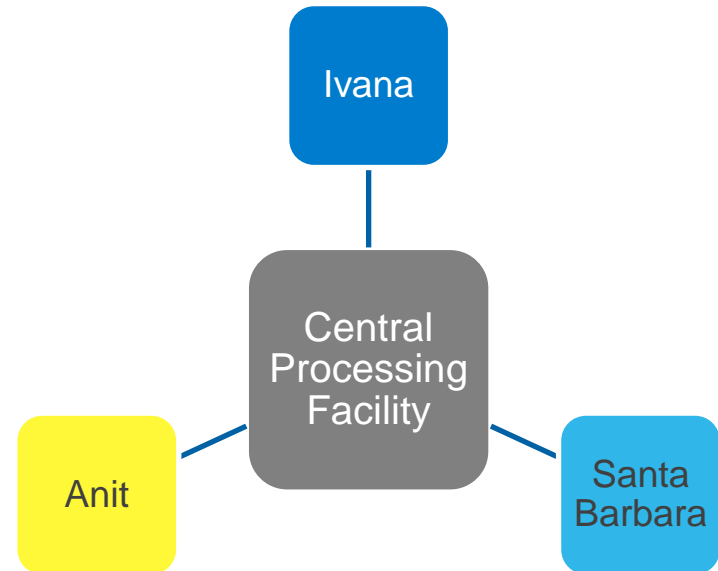 Ivana
Central
Processing
Facility
Anit
Santa
Barbara